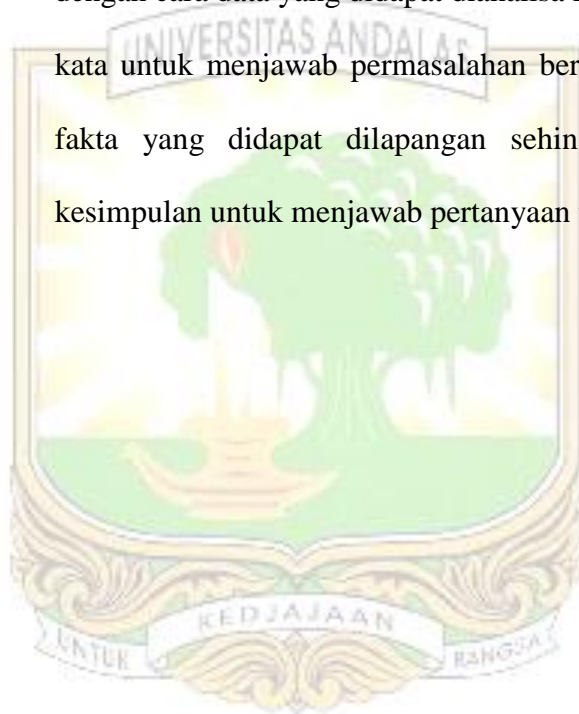 dengan cara data yang didapat dianalisa
UNIVERSITAS ANDALAS
kata untuk menjawab permasalahan ber
fakta yang didapat dilapangan sehin
kesimpulan untuk menjawab pertanyaan
UNTUK KEDJAJAAN BANGSA